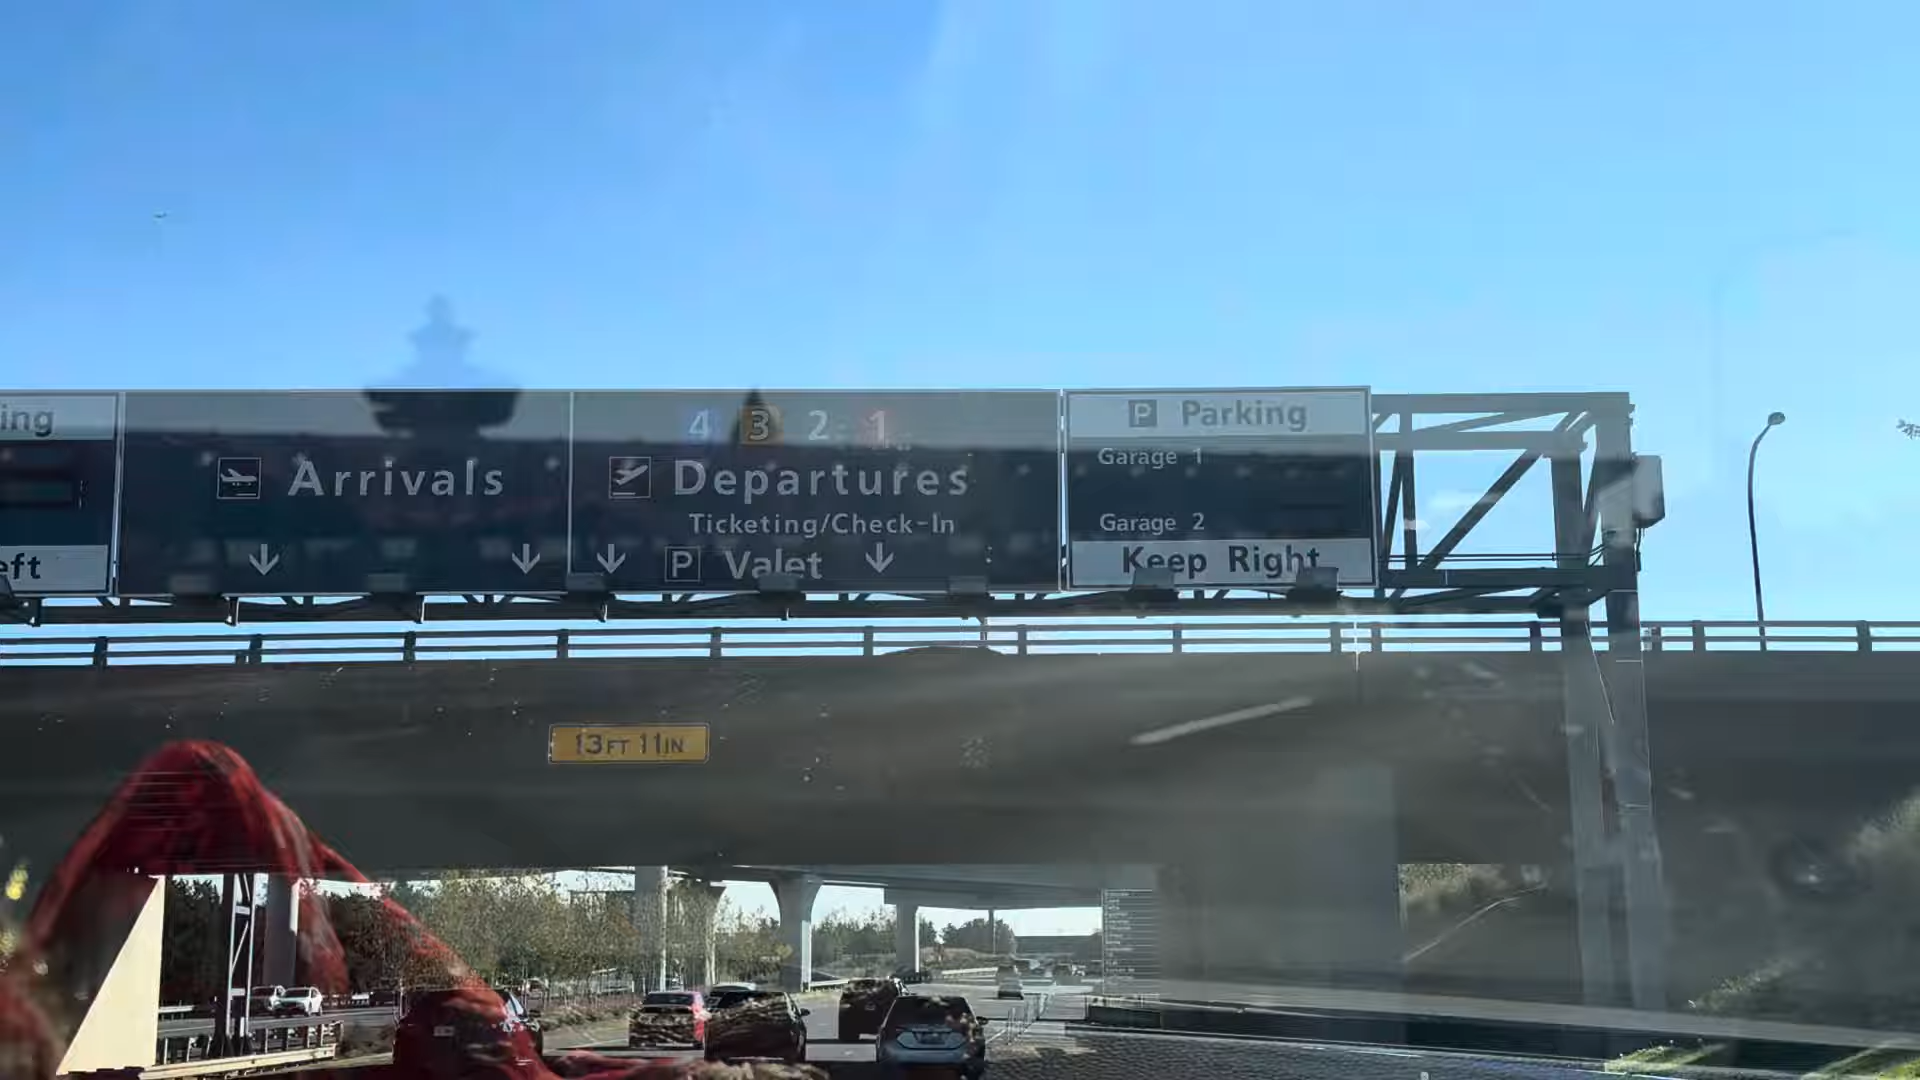 ing
eft
Arrivals
4 3 2 1
Departures
Ticketing/Check-In
P Valet
P Parking
Garage 1
Garage 2
Keep Right
13FT 11IN